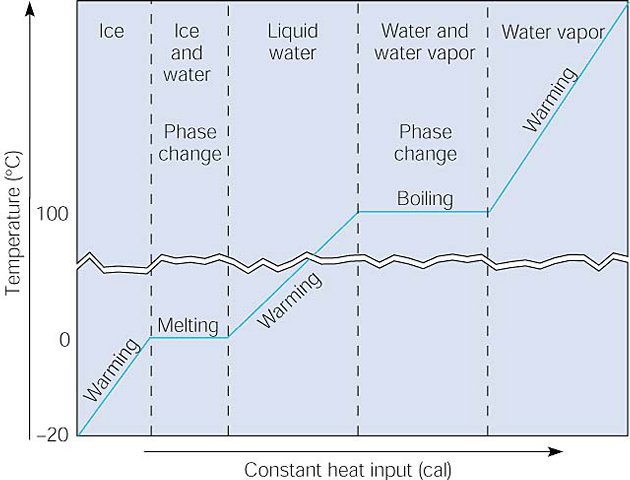 Ice
Ice
and
water
Liquid
water
Water and
water vapor
Water vapor
Phase
change
Phase
change
Warming
Boiling
100
Temperature (°C)
Warming
Melting
0
Warming
–20
Constant heat input (cal)